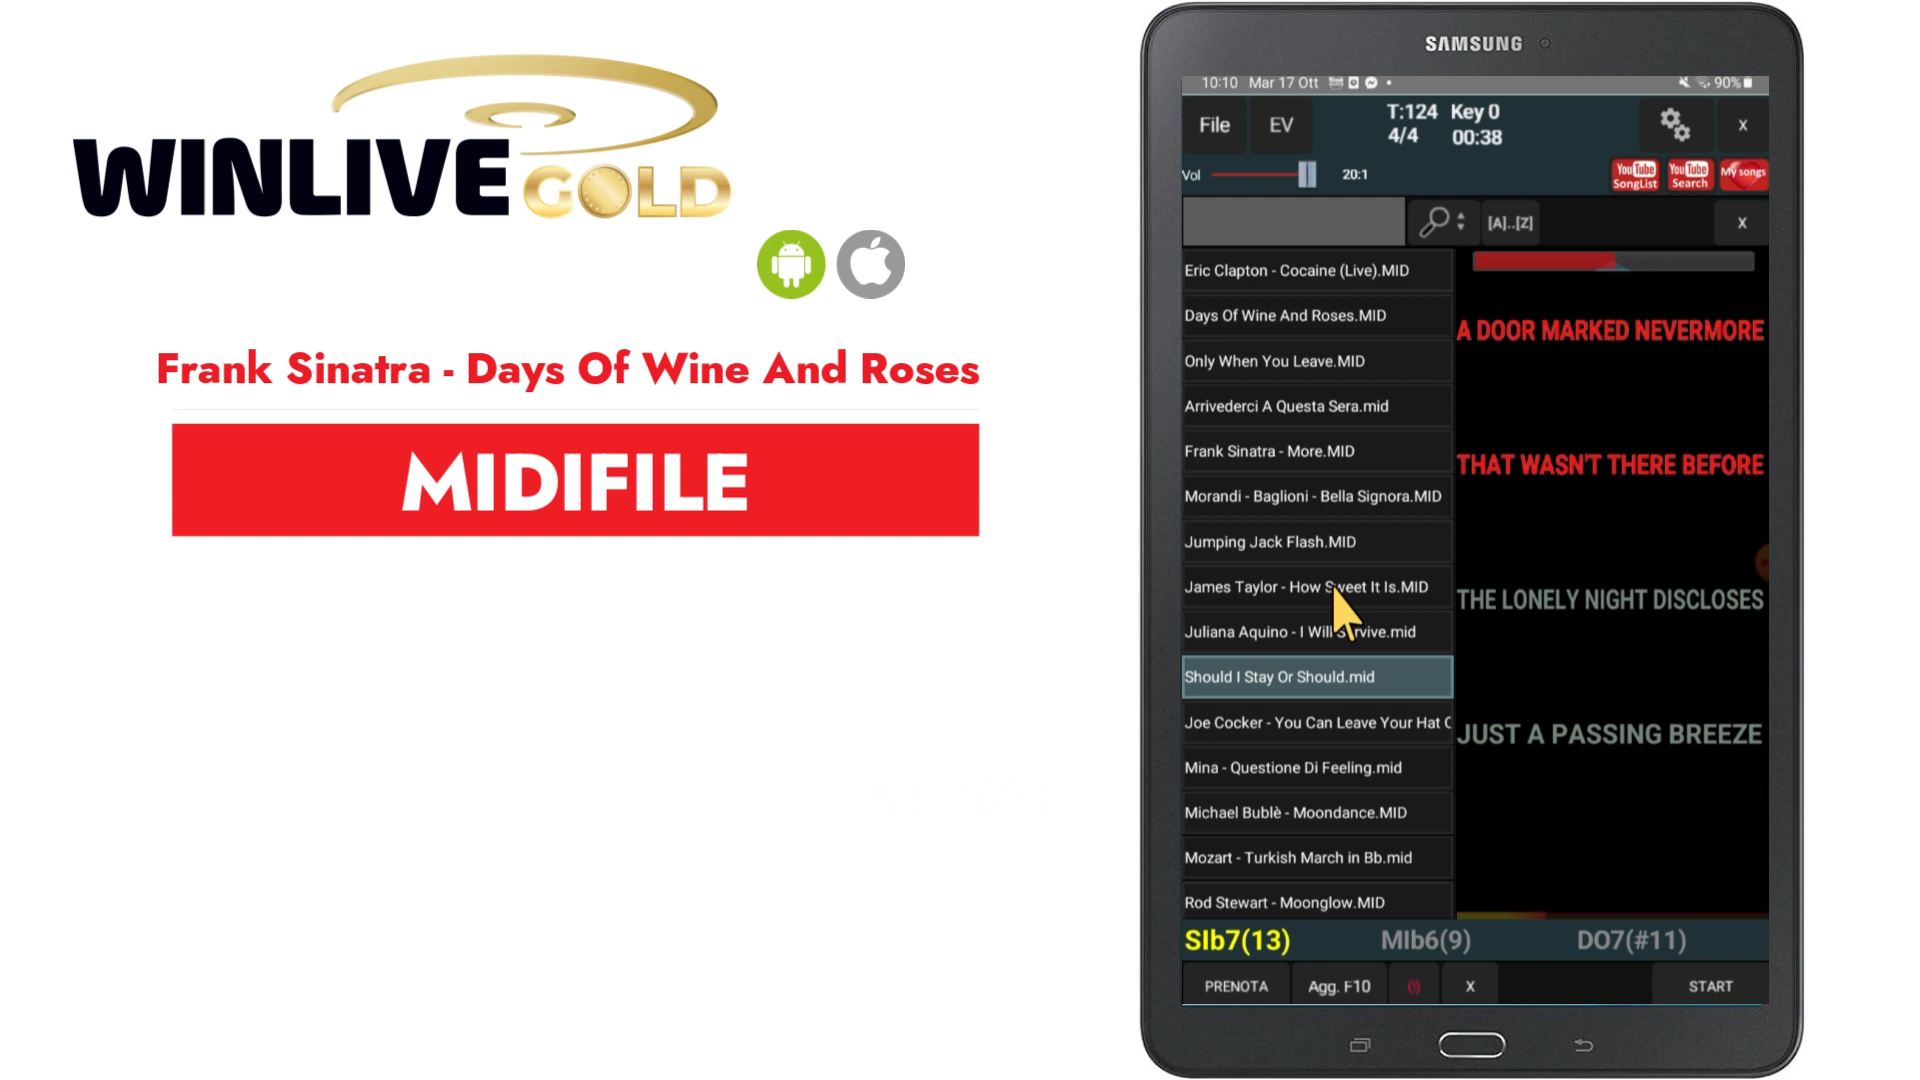 WINLIVE GOLD
Frank Sinatra - Days Of Wine And Roses
MIDIFILE
SAMSUNG
10:10 Mar 17 Ott
90%
File EV T:124 Key 0 x
4/4 00:38
Vol 20:1 YouTube SongList YouTube Search My songs
[A]..[Z] x
Eric Clapton - Cocaine (Live).MID
Days Of Wine And Roses.MID
Only When You Leave.MID
Arrivederci A Questa Sera.mid
Frank Sinatra - More.MID
Morandi - Baglioni - Bella Signora.MID
Jumping Jack Flash.MID
James Taylor - How Sweet It Is.MID
Juliana Aquino - I Will Survive.mid
Should I Stay Or Should.mid
Joe Cocker - You Can Leave Your Hat
Mina - Questione Di Feeling.mid
Michael Bublè - Moondance.MID
Mozart - Turkish March in Bb.mid
Rod Stewart - Moonglow.MID
A DOOR MARKED NEVERMORE
THAT WASN'T THERE BEFORE
THE LONELY NIGHT DISCLOSES
JUST A PASSING BREEZE
SIb7(13) MIb6(9) DO7(#11)
PRENOTA Agg. F10 (!) X START